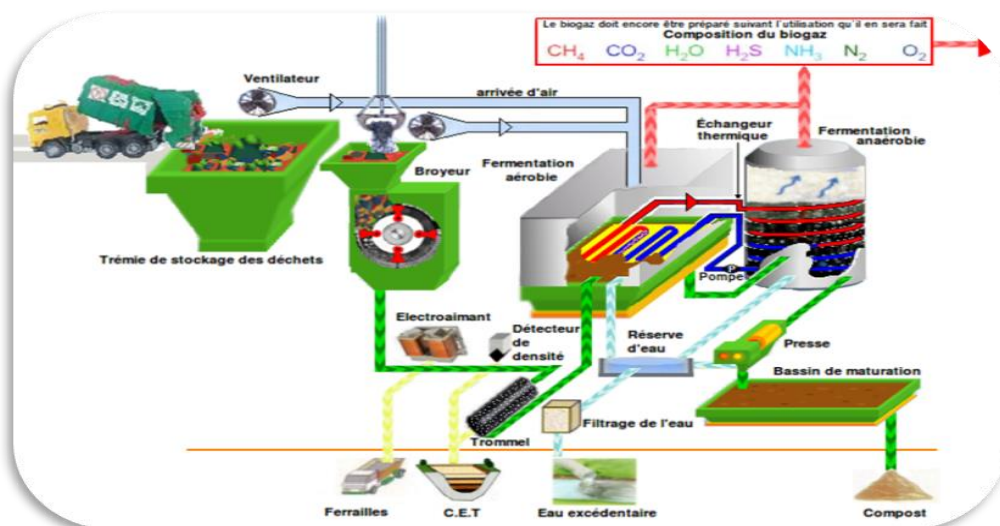 Le biogaz doit encore être préparé suivant l'utilisation qu'il en sera fait
Composition du biogaz
CH₄ CO₂ H₂O H₂S NH₃ N₂ O₂
Ventilateur
arrivée d'air
Échangeur
thermique
Fermentation
anaérobie
Fermentation
aérobie
Broyeur
Trémie de stockage des déchets
Pompe
P
Electroaimant
Détecteur
de
densité
Réserve
d'eau
Presse
Bassin de maturation
Filtrage de l'eau
Trommel
Ferrailles
C.E.T
Eau excédentaire
Compost